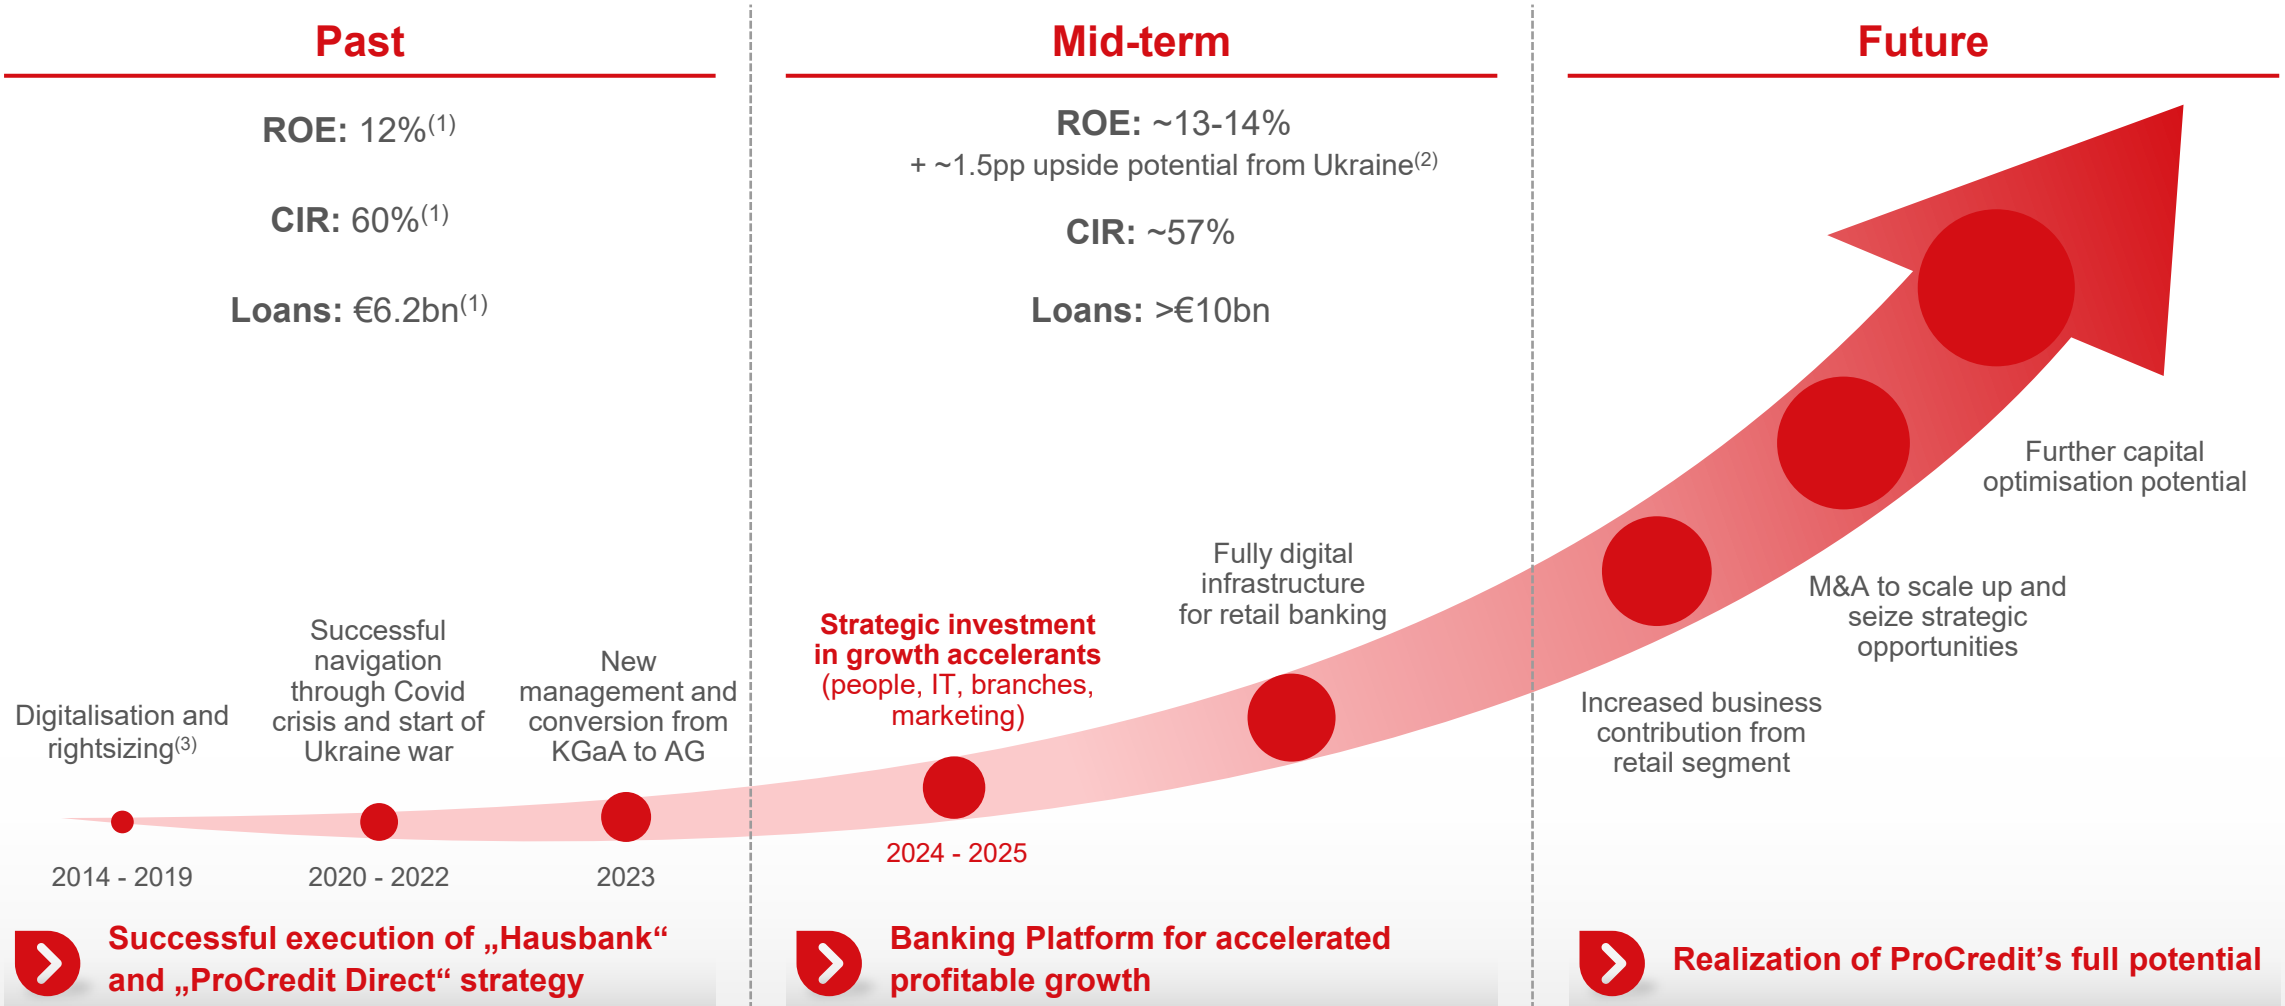 Past
ROE: 12%(1)
CIR: 60%(1)
Loans: €6.2bn(1)
Digitalisation and
rightsizing(3)
2014 - 2019
Successful
navigation
through Covid
crisis and start of
Ukraine war
2020 - 2022
New
management and
conversion from
KGaA to AG
2023
Successful execution of „Hausbank“
and „ProCredit Direct“ strategy
Mid-term
ROE: ~13-14%
+ ~1.5pp upside potential from Ukraine(2)
CIR: ~57%
Loans: >€10bn
Strategic investment
in growth accelerants
(people, IT, branches,
marketing)
2024 - 2025
Fully digital
infrastructure
for retail banking
Banking Platform for accelerated
profitable growth
Future
Increased business
contribution from
retail segment
M&A to scale up and
seize strategic
opportunities
Further capital
optimisation potential
Realization of ProCredit’s full potential